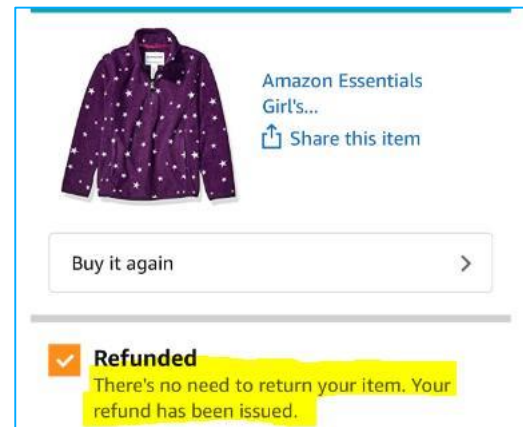 Amazon Essentials
Girl's...
Share this item
Buy it again
Refunded
There's no need to return your item. Your
refund has been issued.